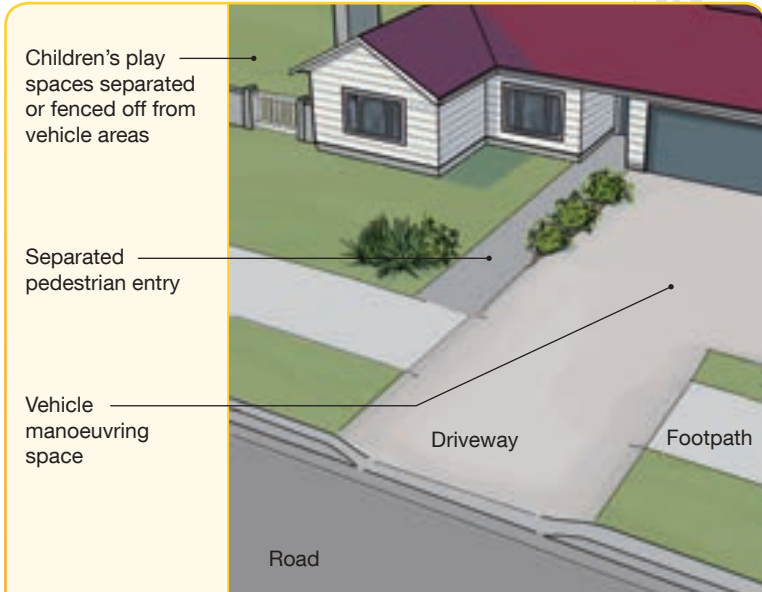 Children’s play
spaces separated
or fenced off from
vehicle areas
Separated
pedestrian entry
Vehicle
manoeuvring
space
Driveway
Footpath
Road